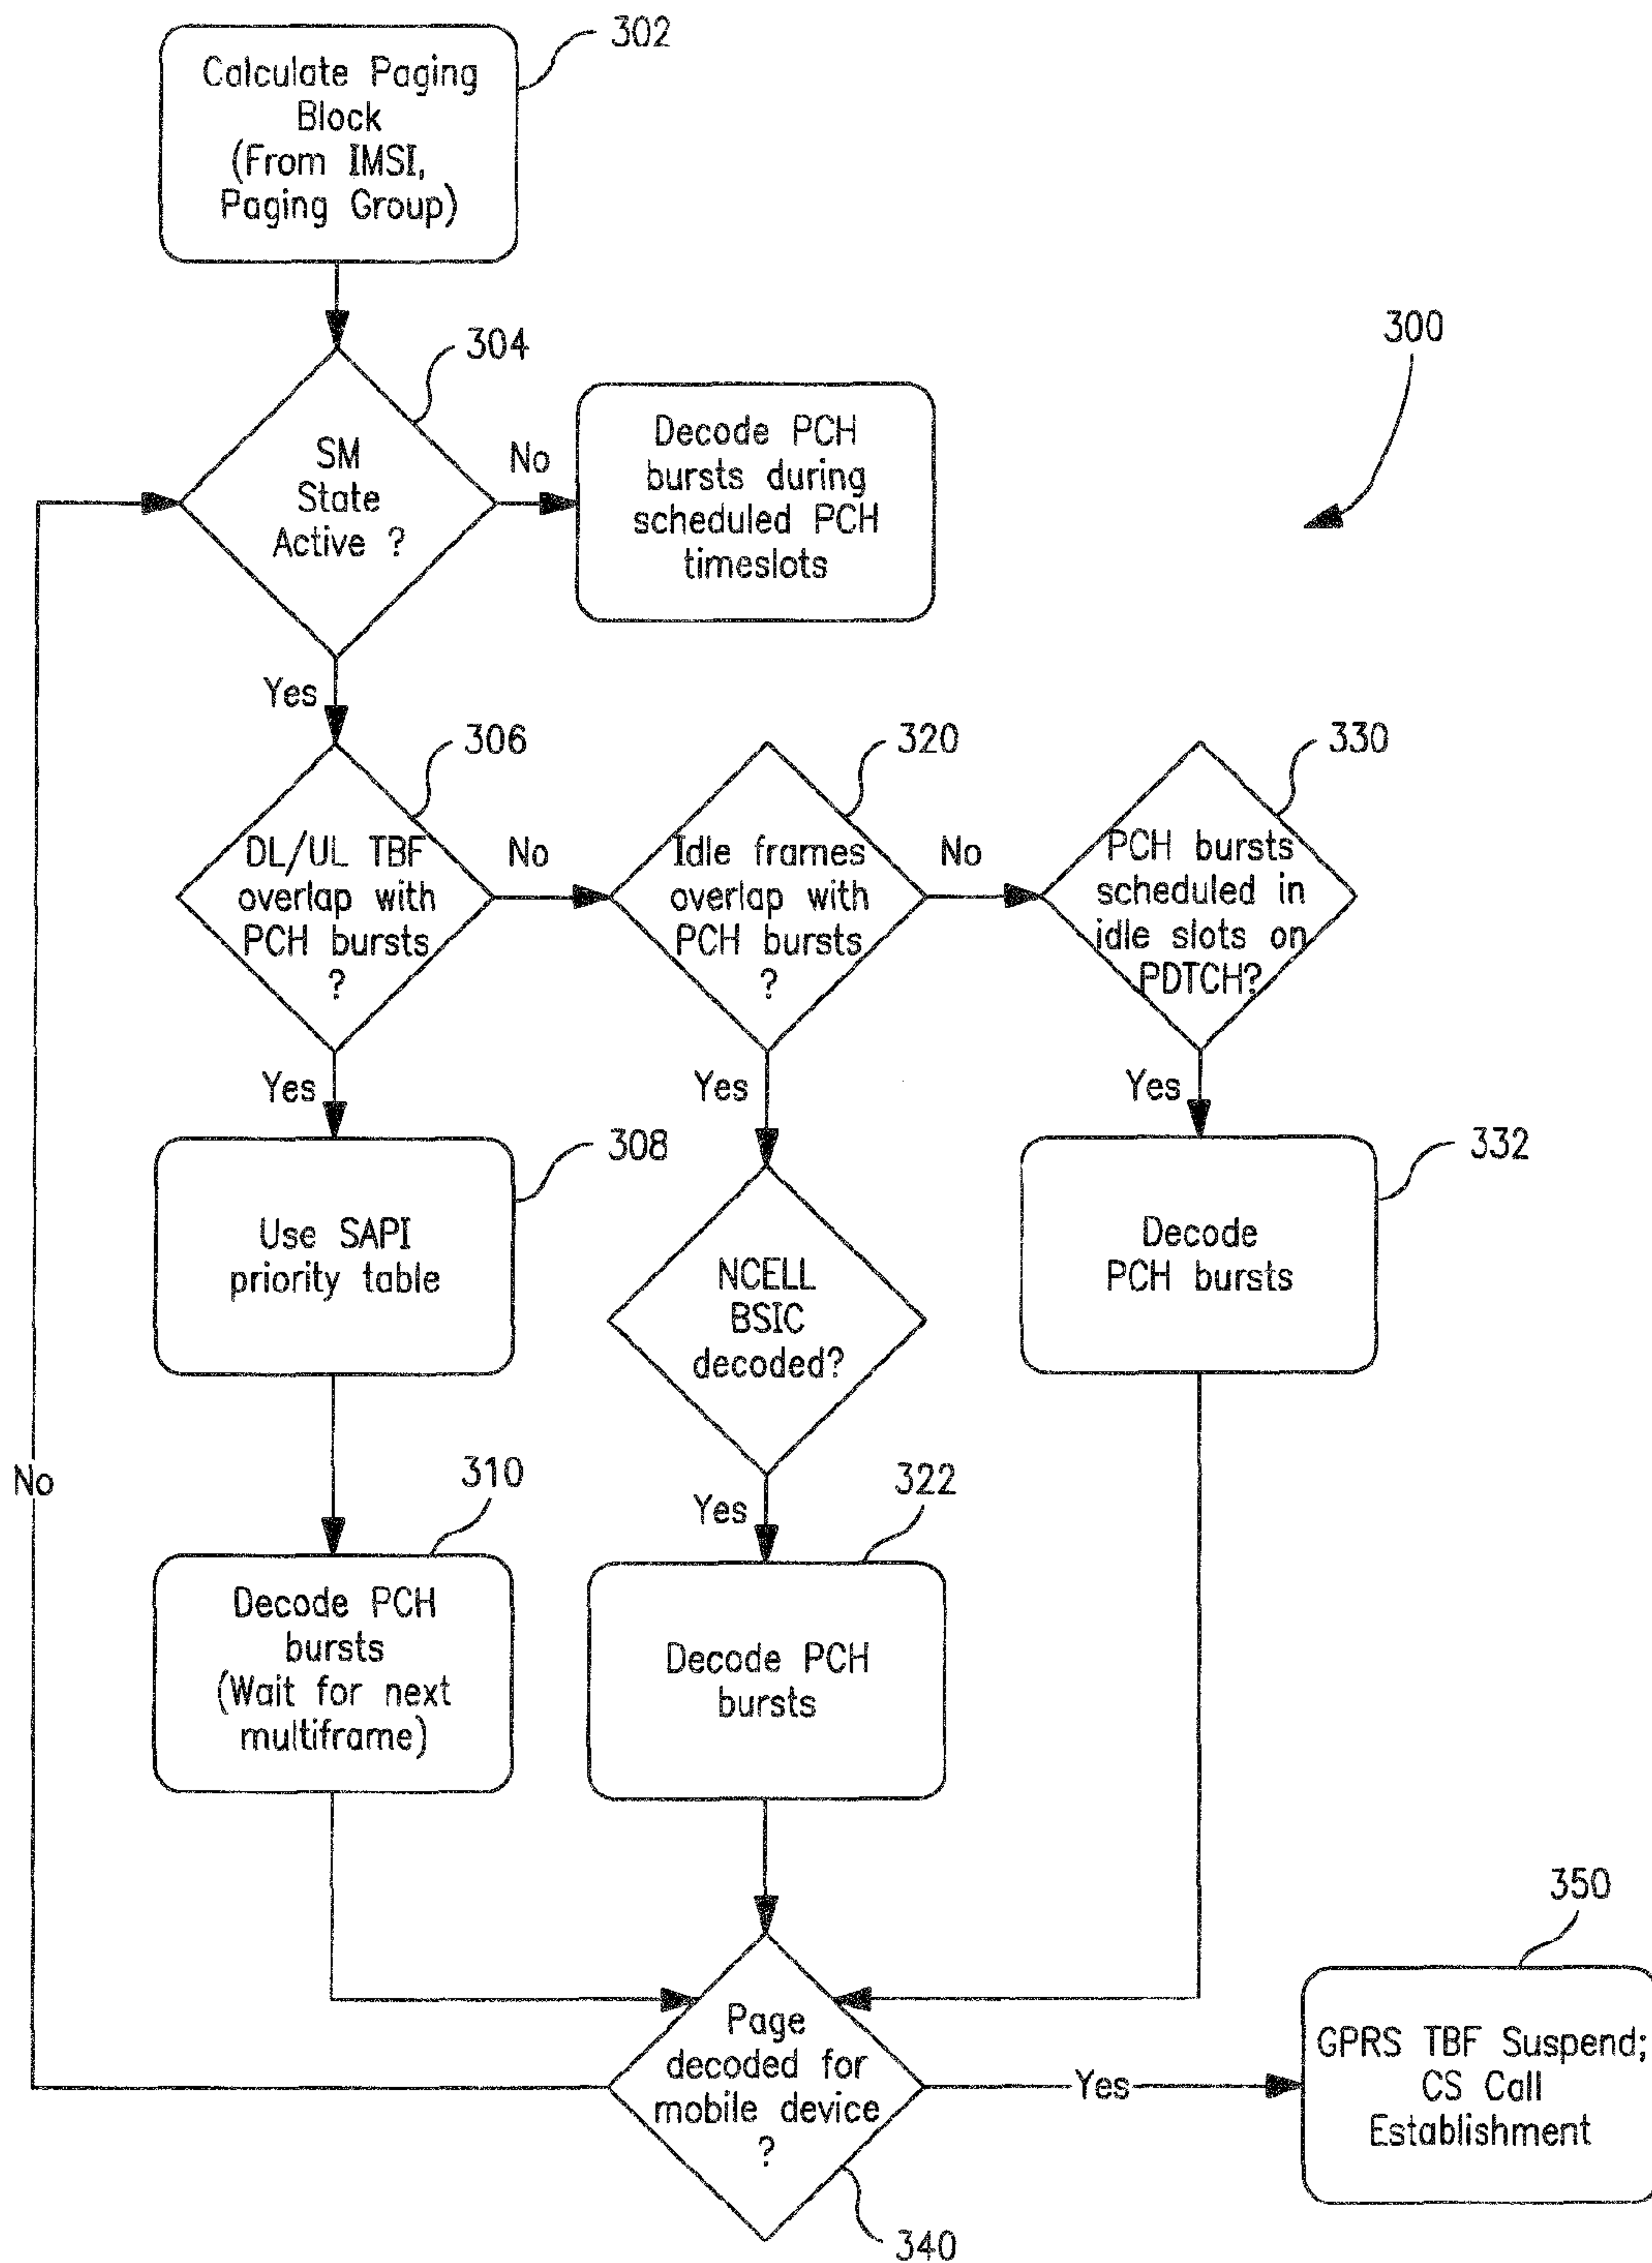 302
Calculate Paging
Block
(From IMSI,
Paging Group)
300
304
SM
State
Active ?
No
Decode PCH
bursts during
scheduled PCH
timeslots
Yes
306
DL/UL TBF
overlap with
PCH bursts
?
No
320
Idle frames
overlap with
PCH bursts
?
No
330
PCH bursts
scheduled in
idle slots on
PDTCH?
Yes
Yes
Yes
308
Use SAPI
priority table
NCELL
BSIC
decoded?
332
Decode
PCH bursts
No
310
Decode PCH
bursts
(Wait for next
multiframe)
Yes
322
Decode PCH
bursts
Page
decoded for
mobile device
?
340
Yes
350
GPRS TBF Suspend;
CS Call
Establishment